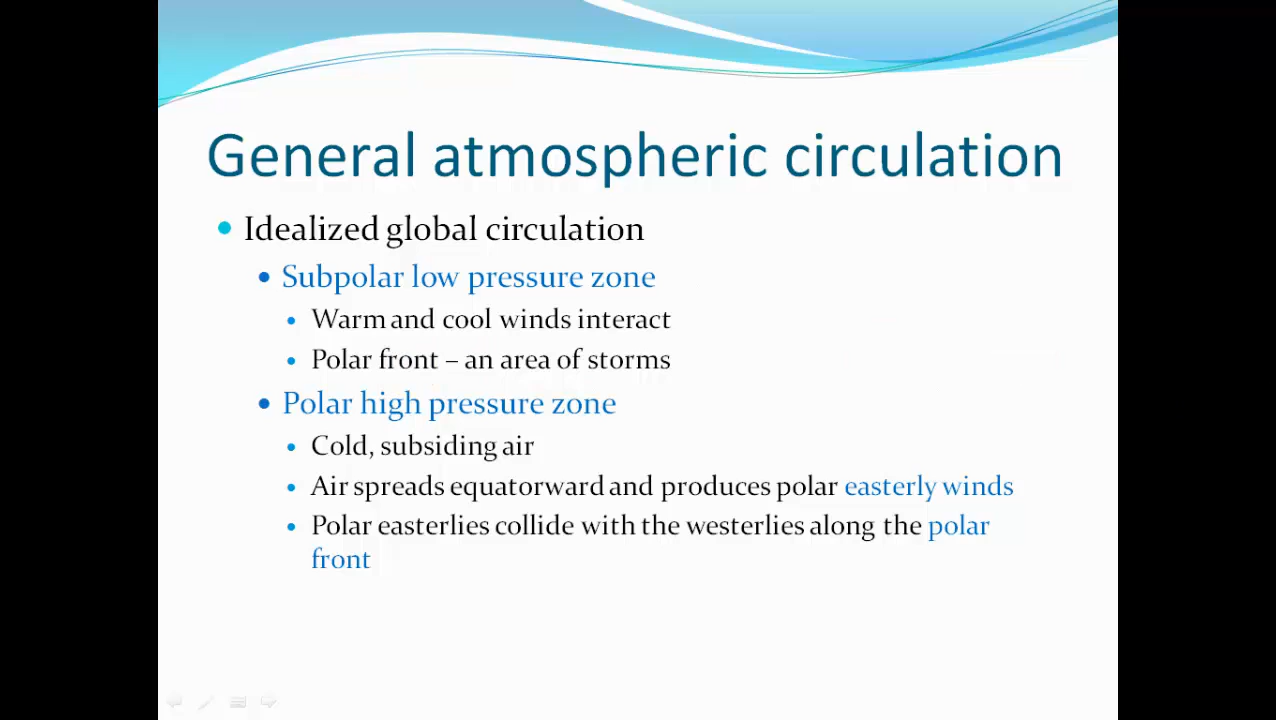 General atmospheric circulation
Idealized global circulation
Subpolar low pressure zone
Warm and cool winds interact
Polar front – an area of storms
Polar high pressure zone
Cold, subsiding air
Air spreads equatorward and produces polar easterly winds
Polar easterlies collide with the westerlies along the polar
front